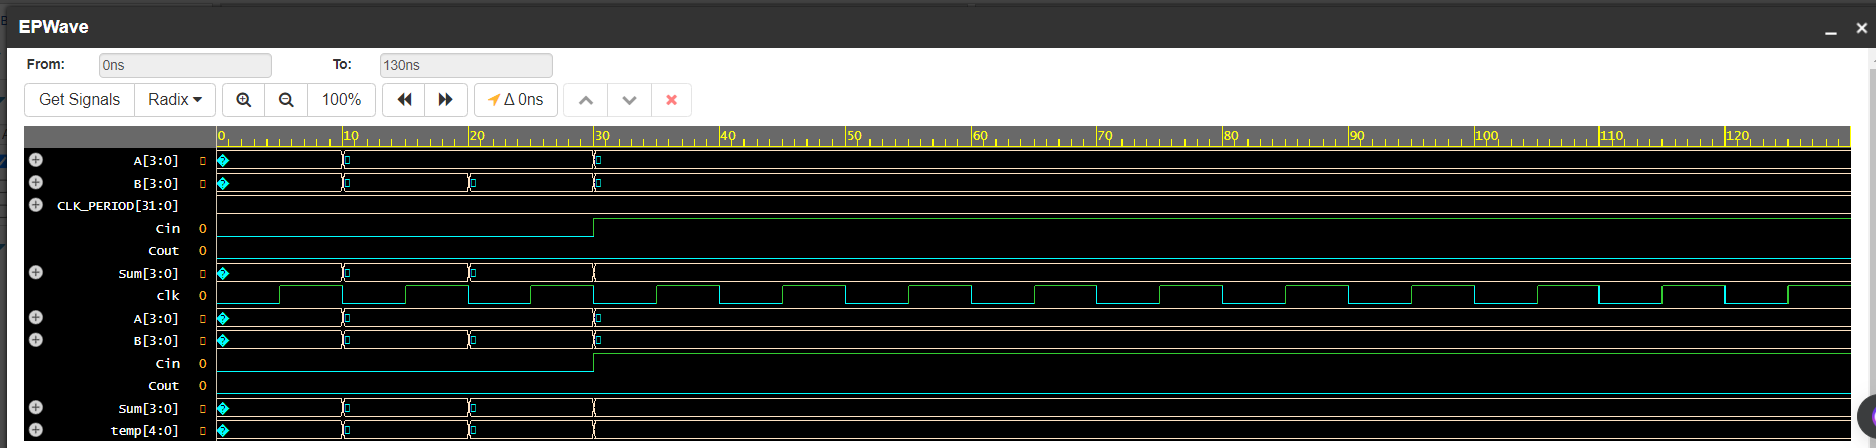 EPWave
From: 0ns To: 130ns
Get Signals Radix 100% Δ 0ns
0 10 20 30 40 50 60 70 80 90 100 110 120
A[3:0]
B[3:0]
CLK_PERIOD[31:0]
Cin 0
Cout 0
Sum[3:0]
clk 0
A[3:0]
B[3:0]
Cin 0
Cout 0
Sum[3:0]
temp[4:0]